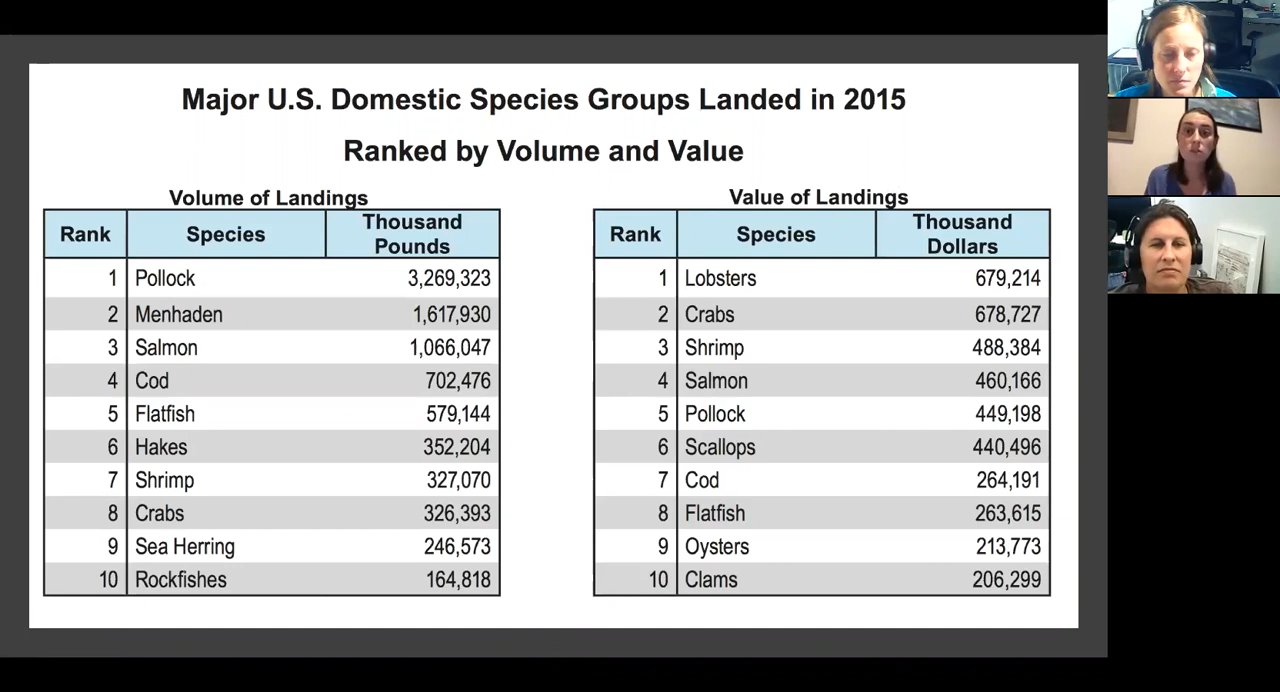 Major U.S. Domestic Species Groups Landed in 2015
Ranked by Volume and Value
Volume of Landings
Rank Species Thousand Pounds
1 Pollock 3,269,323
2 Menhaden 1,617,930
3 Salmon 1,066,047
4 Cod 702,476
5 Flatfish 579,144
6 Hakes 352,204
7 Shrimp 327,070
8 Crabs 326,393
9 Sea Herring 246,573
10 Rockfishes 164,818
Value of Landings
Rank Species Thousand Dollars
1 Lobsters 679,214
2 Crabs 678,727
3 Shrimp 488,384
4 Salmon 460,166
5 Pollock 449,198
6 Scallops 440,496
7 Cod 264,191
8 Flatfish 263,615
9 Oysters 213,773
10 Clams 206,299